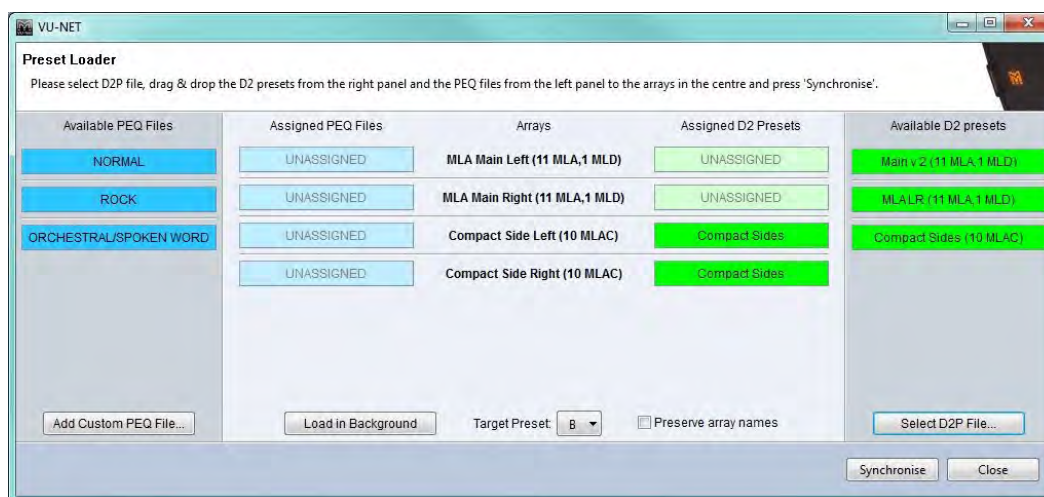 VU-NET
Preset Loader
Please select D2P file, drag & drop the D2 presets from the right panel and the PEQ files from the left panel to the arrays in the centre and press 'Synchronise'.
Available PEQ Files Assigned PEQ Files Arrays Assigned D2 Presets Available D2 presets
NORMAL UNASSIGNED MLA Main Left (11 MLA,1 MLD) UNASSIGNED Main v 2 (11 MLA,1 MLD)
ROCK UNASSIGNED MLA Main Right (11 MLA,1 MLD) UNASSIGNED MLA LR (11 MLA,1 MLD)
ORCHESTRAL/SPOKEN WORD UNASSIGNED Compact Side Left (10 MLAC) Compact Sides Compact Sides (10 MLAC)
UNASSIGNED Compact Side Right (10 MLAC) Compact Sides
Add Custom PEQ File... Load in Background Target Preset: B Preserve array names Select D2P File...
Synchronise Close